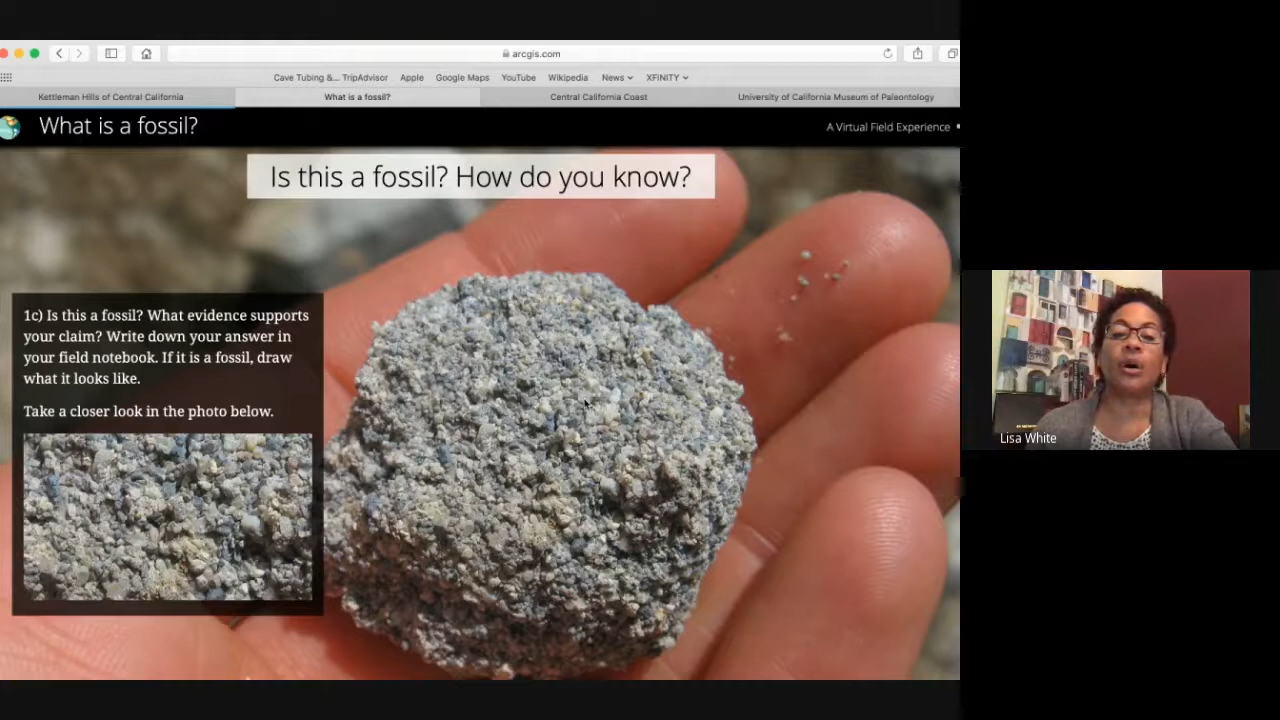 arcgis.com
Cave Tubing &... TripAdvisor Apple Google Maps YouTube Wikipedia News XFINITY
Kettleman Hills of Central California What is a fossil? Central California Coast University of California Museum of Paleontology
What is a fossil? A Virtual Field Experience
Is this a fossil? How do you know?
1c) Is this a fossil? What evidence supports
your claim? Write down your answer in
your field notebook. If it is a fossil, draw
what it looks like.
Take a closer look in the photo below.
Lisa White